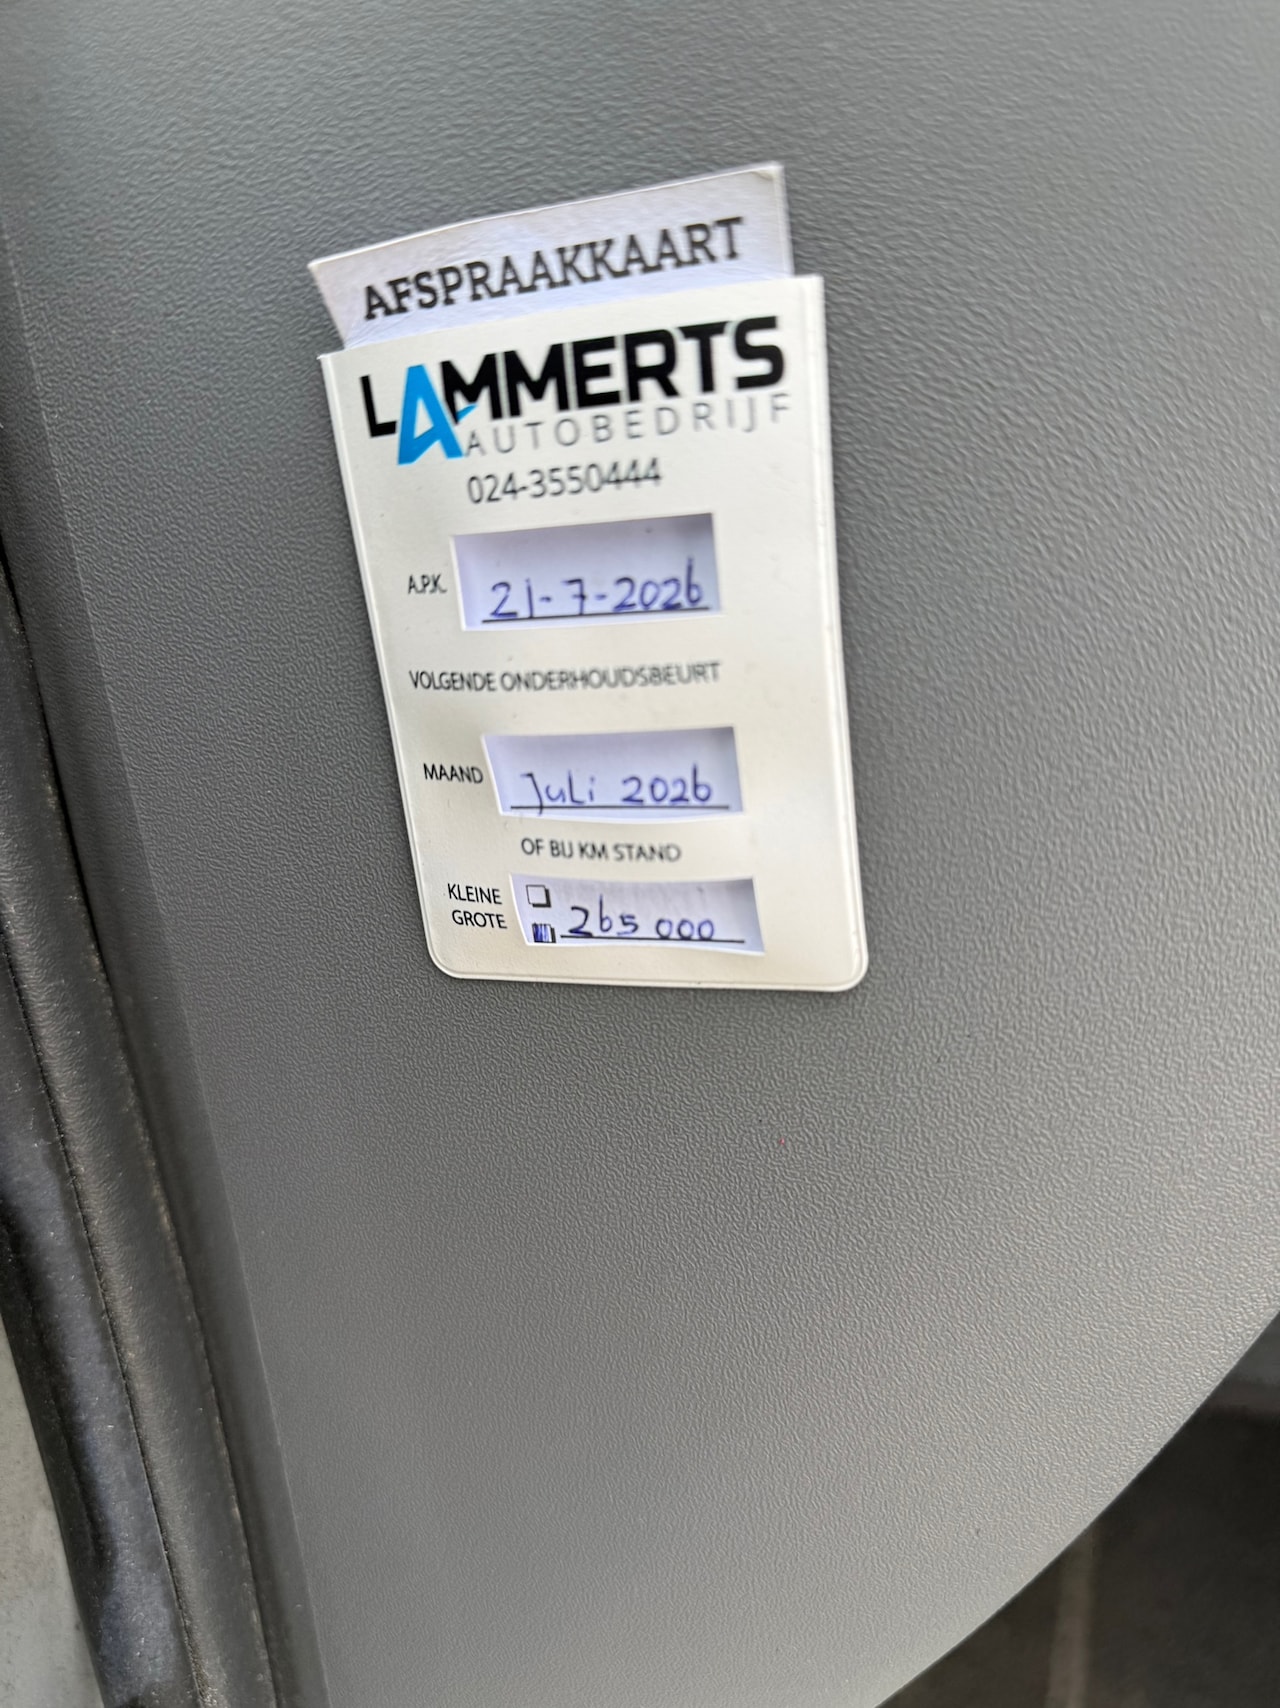 AFSPRAAKKAART
LAMMERTS
AUTOBEDRIJF
024-3550444
A.P.K. 21-7-2026
VOLGENDE ONDERHOUDSBEURT
MAAND Juli 2026
OF BIJ KM STAND
KLEINE
GROTE 265 000